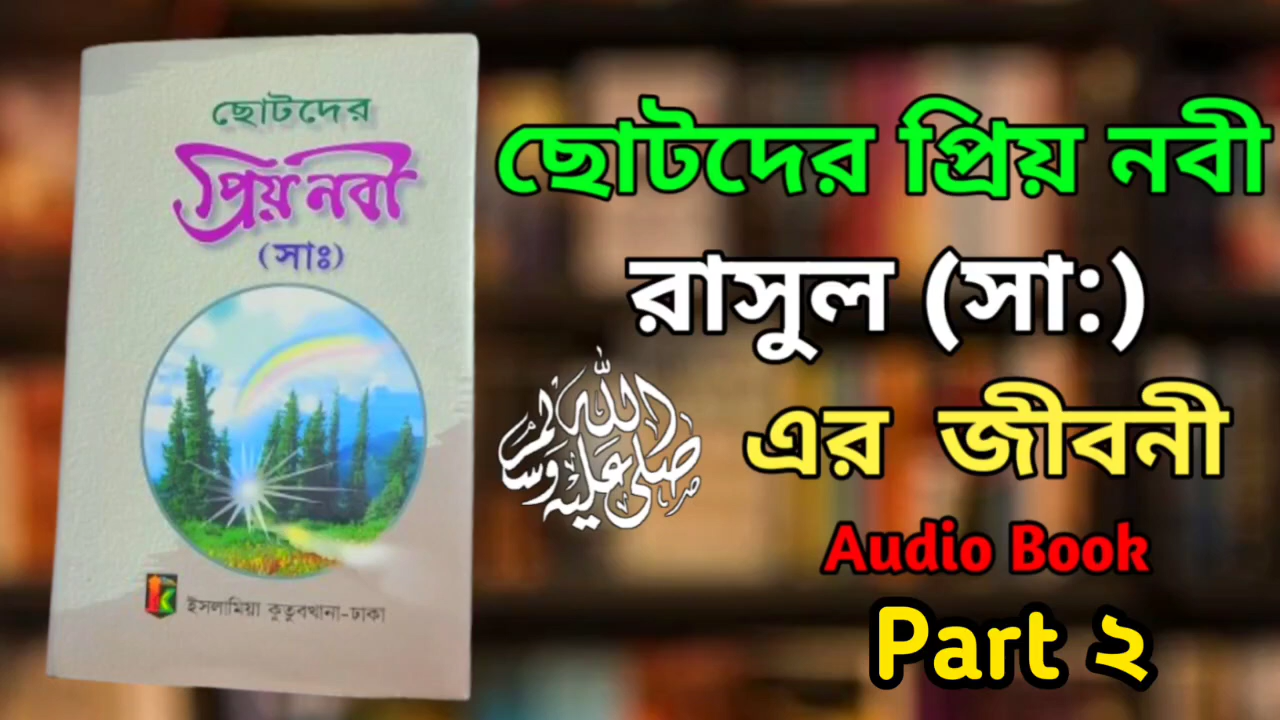 ছোটদের
প্রিয় নবী
(সাঃ)
ইসলামিয়া কুতুবখানা-ঢাকা
ছোটদের প্রিয় নবী
রাসুল (সা:)
صلى الله عليه وسلم
এর জীবনী
Audio Book
Part ২